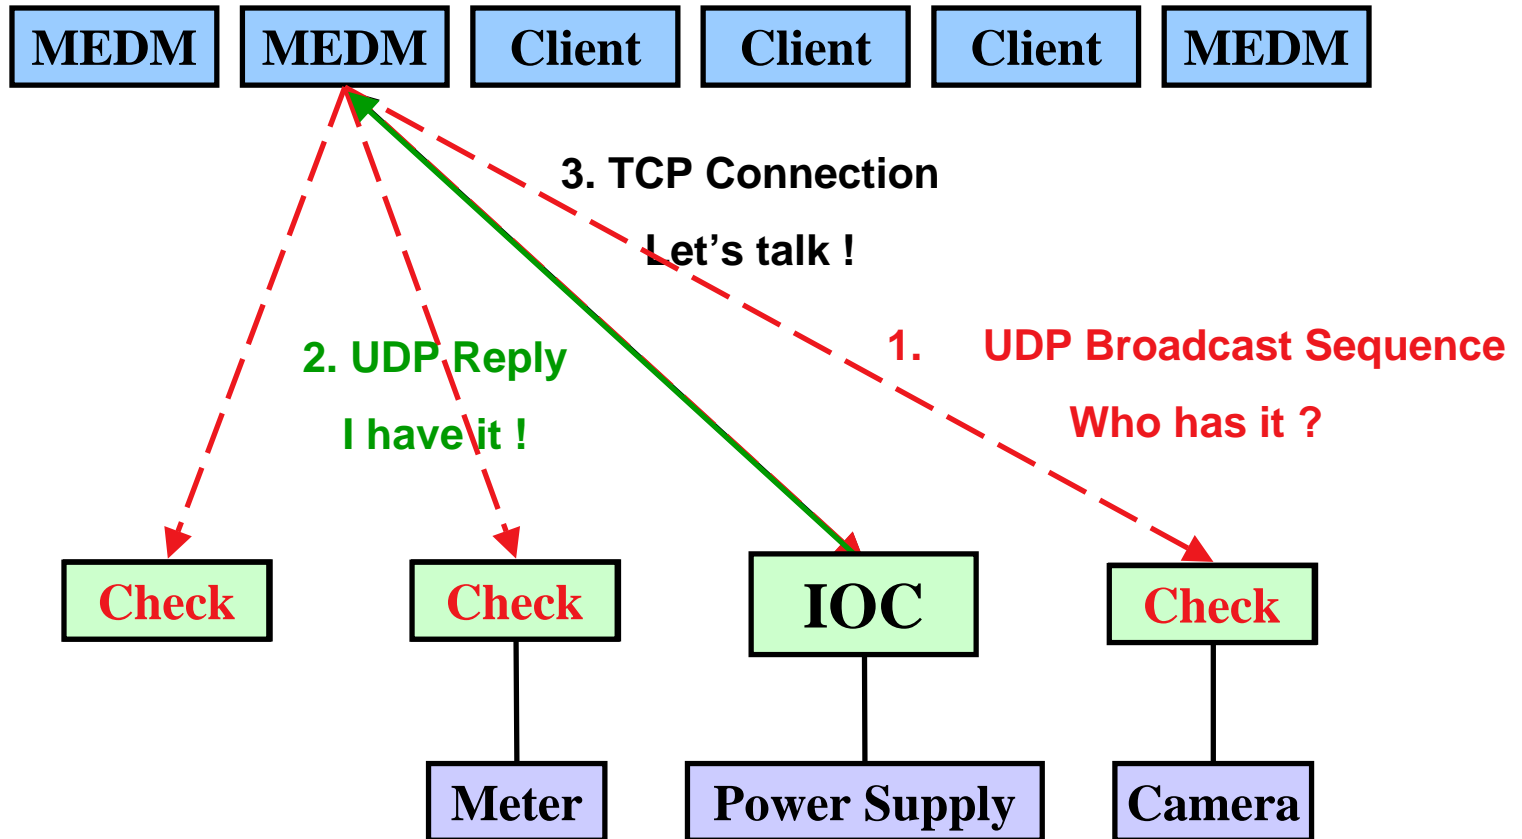 MEDM MEDM Client Client Client MEDM
3. TCP Connection
Let’s talk !
1. UDP Broadcast Sequence
Who has it ?
2. UDP Reply
I have it !
Check Check IOC Check
Meter Power Supply Camera